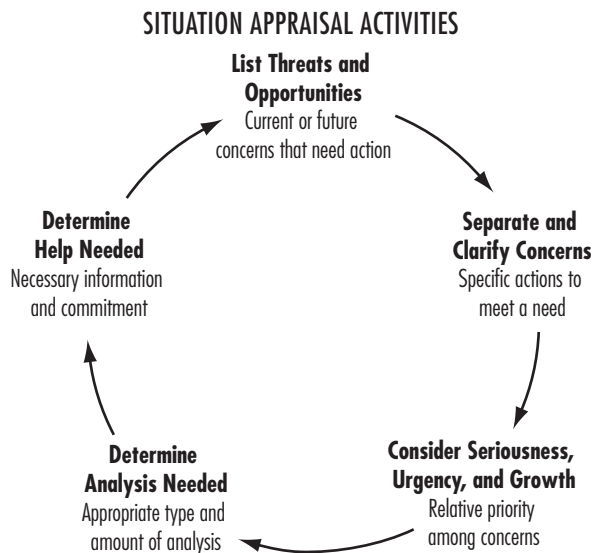 SITUATION APPRAISAL ACTIVITIES
List Threats and
Opportunities
Current or future
concerns that need action
Separate and
Clarify Concerns
Specific actions to
meet a need
Consider Seriousness,
Urgency, and Growth
Relative priority
among concerns
Determine
Analysis Needed
Appropriate type and
amount of analysis
Determine
Help Needed
Necessary information
and commitment